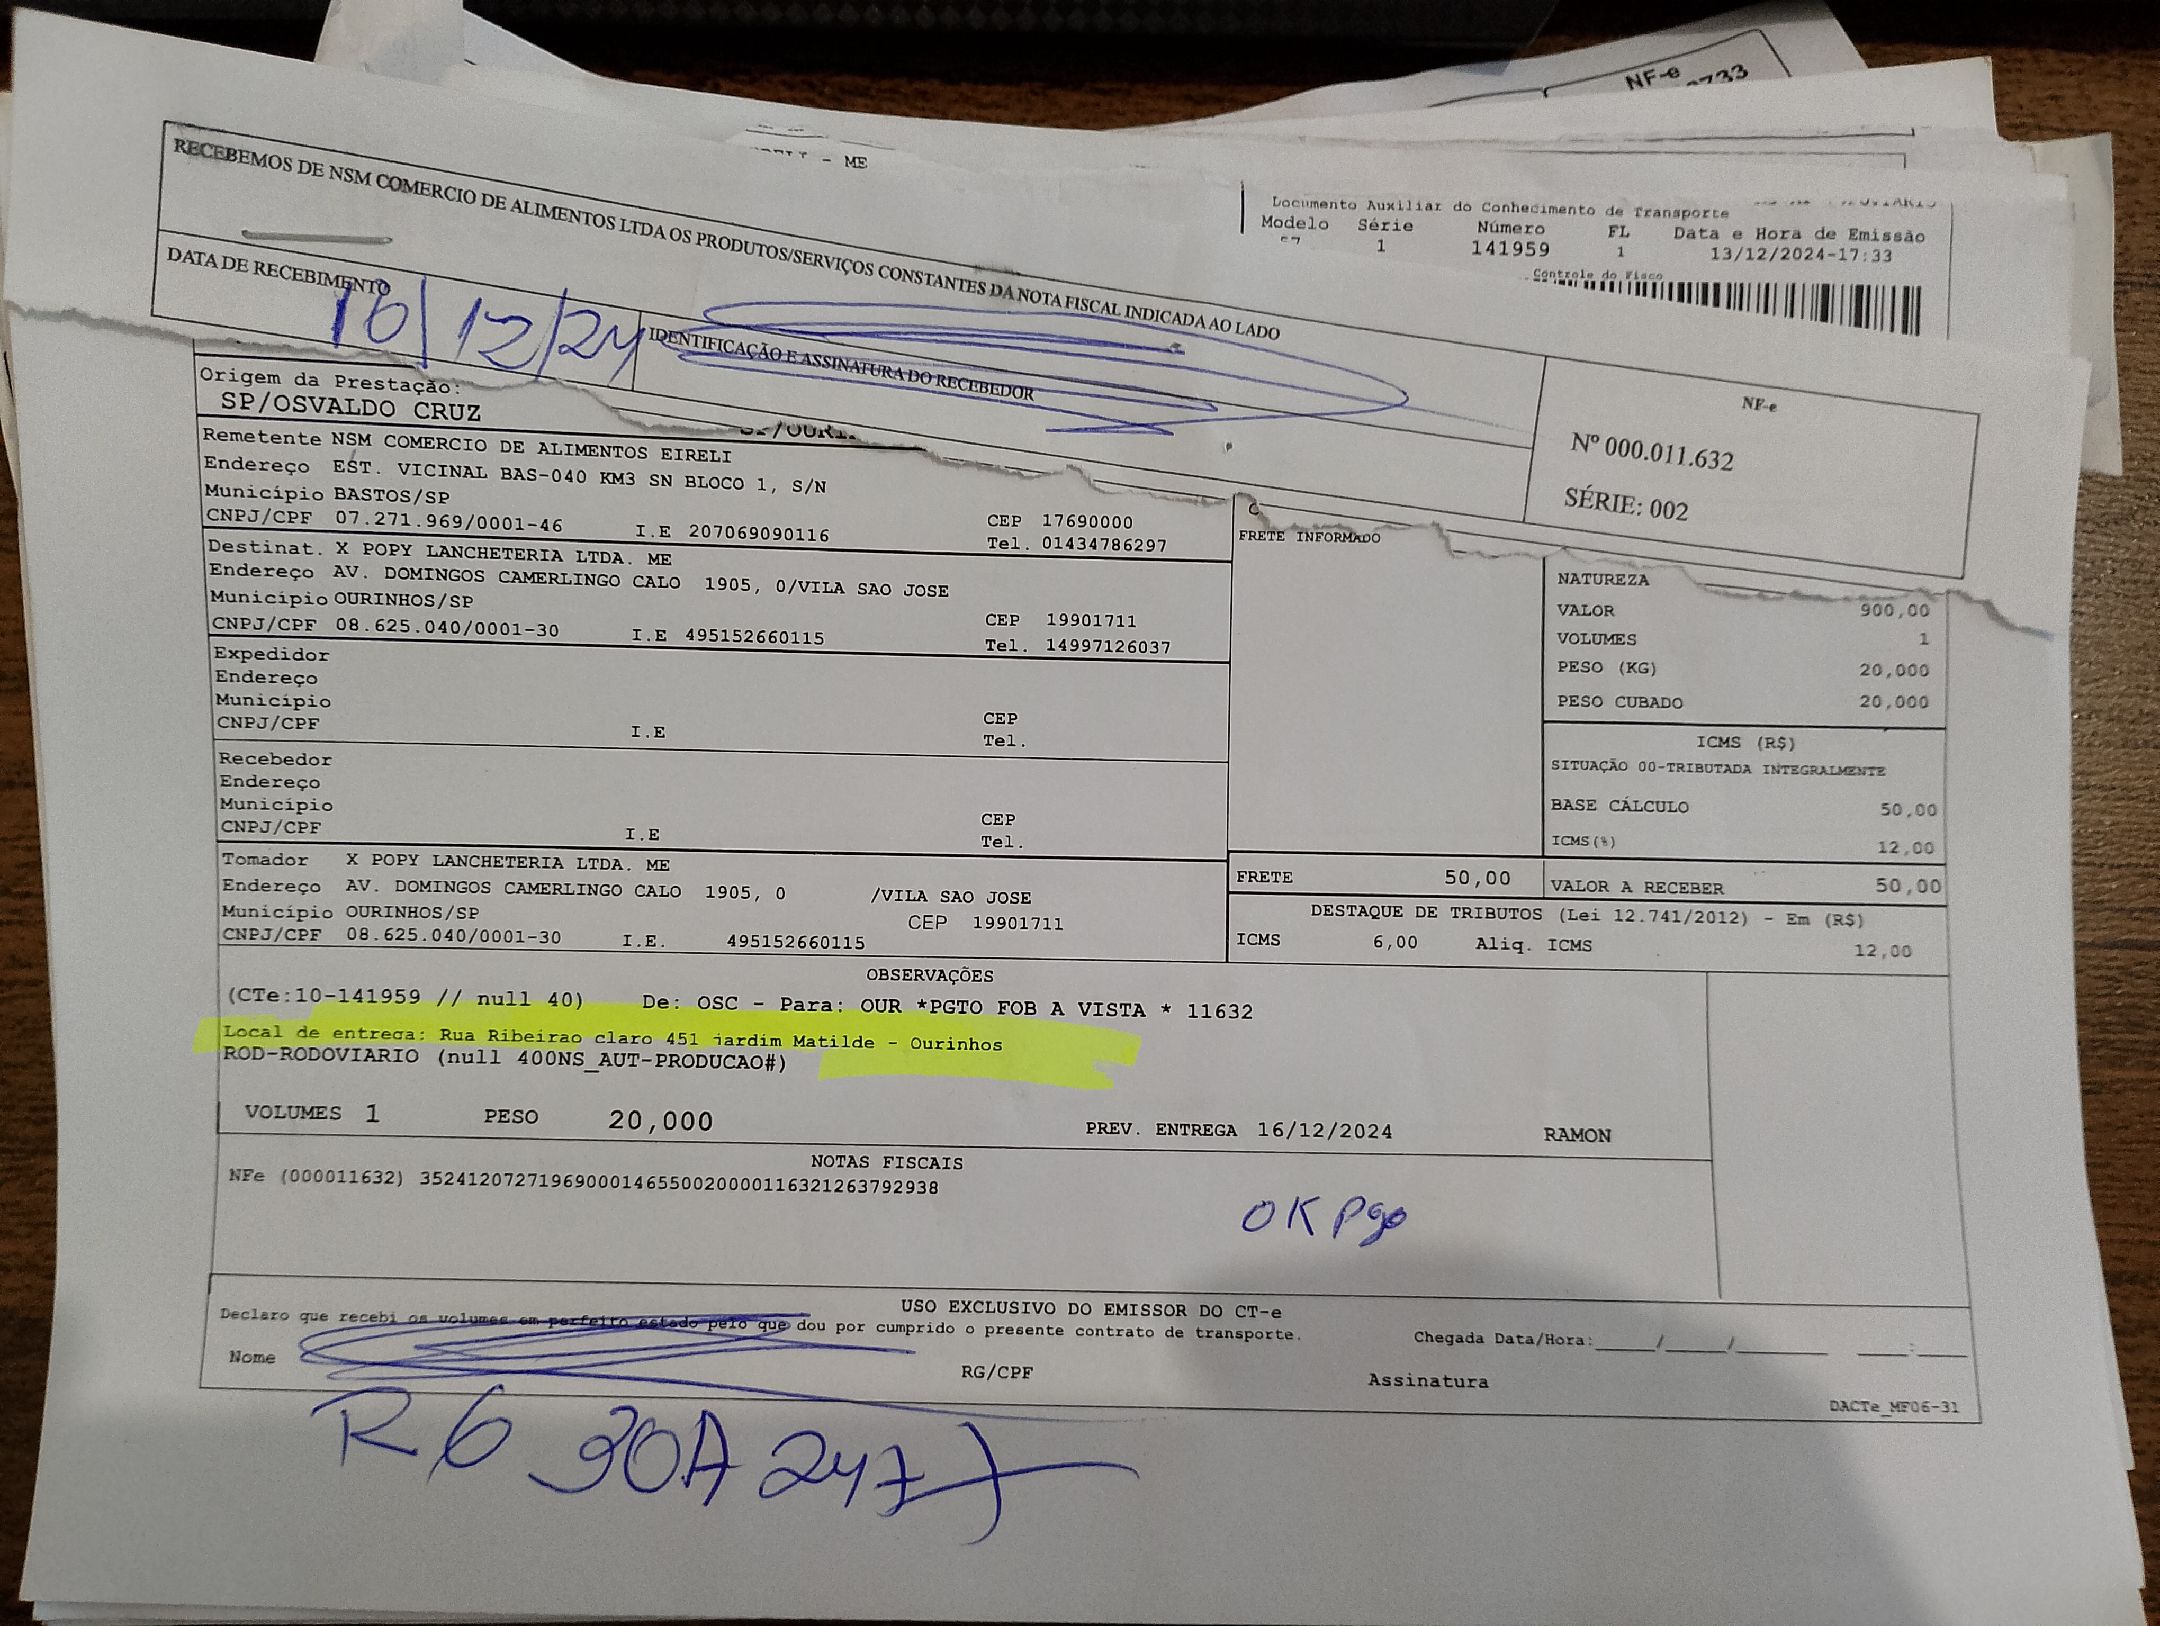 NF-e
- ME
RECEBEMOS DE NSM COMERCIO DE ALIMENTOS LTDA OS PRODUTOS/SERVIÇOS CONSTANTES DA NOTA FISCAL INDICADA AO LADO
DATA DE RECEBIMENTO
16/12/24
IDENTIFICAÇÃO E ASSINATURA DO RECEBEDOR
NF-e
Nº 000.011.632
SÉRIE: 002
Documento Auxiliar do Conhecimento de Transporte
Modelo Série Número FL Data e Hora de Emissão
1 141959 1 13/12/2024-17:33
Controle do Fisco
Origem da Prestação:
SP/OSVALDO CRUZ
Remetente NSM COMERCIO DE ALIMENTOS EIRELI
Endereço EST. VICINAL BAS-040 KM3 SN BLOCO 1, S/N
Município BASTOS/SP CEP 17690000
CNPJ/CPF 07.271.969/0001-46 I.E 207069090116 Tel. 01434786297
Destinat. X POPY LANCHETERIA LTDA. ME
Endereço AV. DOMINGOS CAMERLINGO CALO 1905, 0/VILA SAO JOSE
Município OURINHOS/SP CEP 19901711
CNPJ/CPF 08.625.040/0001-30 I.E 495152660115 Tel. 14997126037
Expedidor
Endereço
Município CEP
CNPJ/CPF I.E Tel.
Recebedor
Endereço
Município CEP
CNPJ/CPF I.E Tel.
Tomador X POPY LANCHETERIA LTDA. ME
Endereço AV. DOMINGOS CAMERLINGO CALO 1905, 0 /VILA SAO JOSE
Município OURINHOS/SP CEP 19901711
CNPJ/CPF 08.625.040/0001-30 I.E. 495152660115
FRETE INFORMADO
NATUREZA
VALOR 900,00
VOLUMES 1
PESO (KG) 20,000
PESO CUBADO 20,000
ICMS (R$)
SITUAÇÃO 00-TRIBUTADA INTEGRALMENTE
BASE CÁLCULO 50,00
ICMS(%) 12,00
FRETE 50,00 VALOR A RECEBER 50,00
DESTAQUE DE TRIBUTOS (Lei 12.741/2012) - Em (R$)
ICMS 6,00 Aliq. ICMS 12,00
OBSERVAÇÕES
(CTe:10-141959 // null 40) De: OSC - Para: OUR *PGTO FOB A VISTA * 11632
Local de entrega: Rua Ribeirao claro 451 jardim Matilde - Ourinhos
ROD-RODOVIARIO (null 400NS_AUT-PRODUCAO#)
VOLUMES 1 PESO 20,000 PREV. ENTREGA 16/12/2024 RAMON
NOTAS FISCAIS
NFe (000011632) 35241207271969000146550020000116321263792938
OK pgo
USO EXCLUSIVO DO EMISSOR DO CT-e
Declaro que recebi os volumes em perfeito estado pelo que dou por cumprido o presente contrato de transporte.
Chegada Data/Hora:_____/_____/_______ ____:____
Nome RG/CPF Assinatura
DACTe_MF06-31